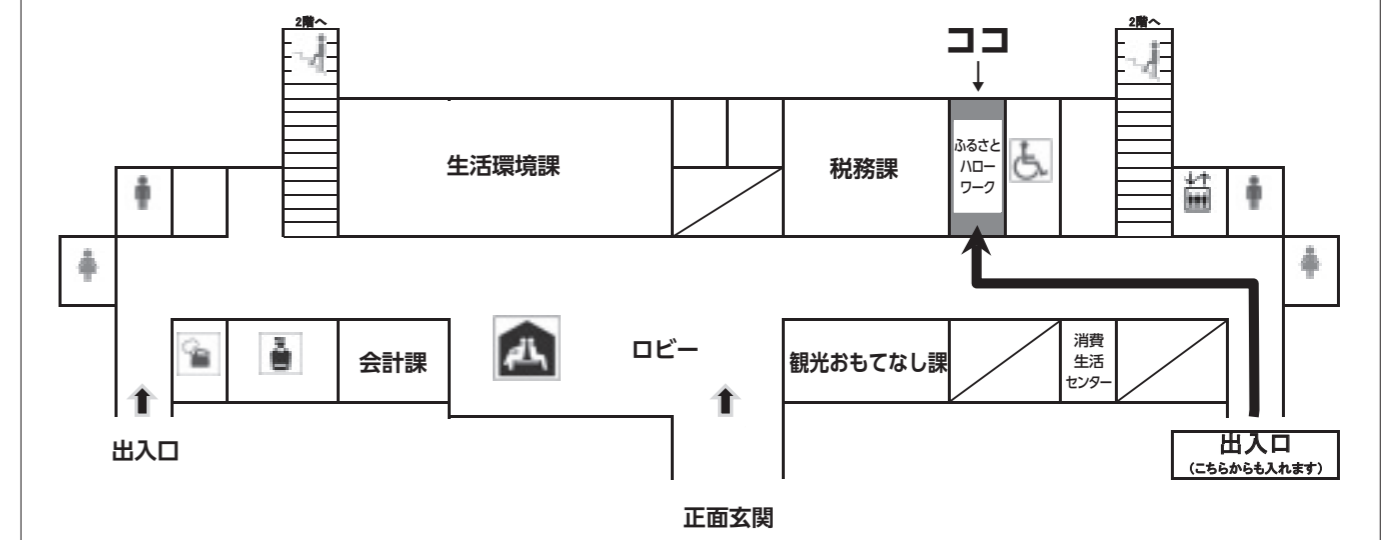 2階へ
2階へ
ココ
生活環境課
税務課
ふるさと
ハロー
ワーク
会計課
ロビー
観光おもてなし課
消費
生活
センター
出入口
出入口
(こちらからも入れます)
正面玄関